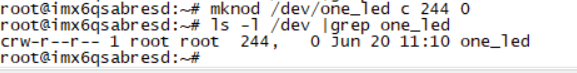 root@imx6qsabresd:~# mknod /dev/one_led c 244 0
root@imx6qsabresd:~# ls -l /dev |grep one_led
crw-r--r-- 1 root root 244, 0 Jun 20 11:10 one_led
root@imx6qsabresd:~#